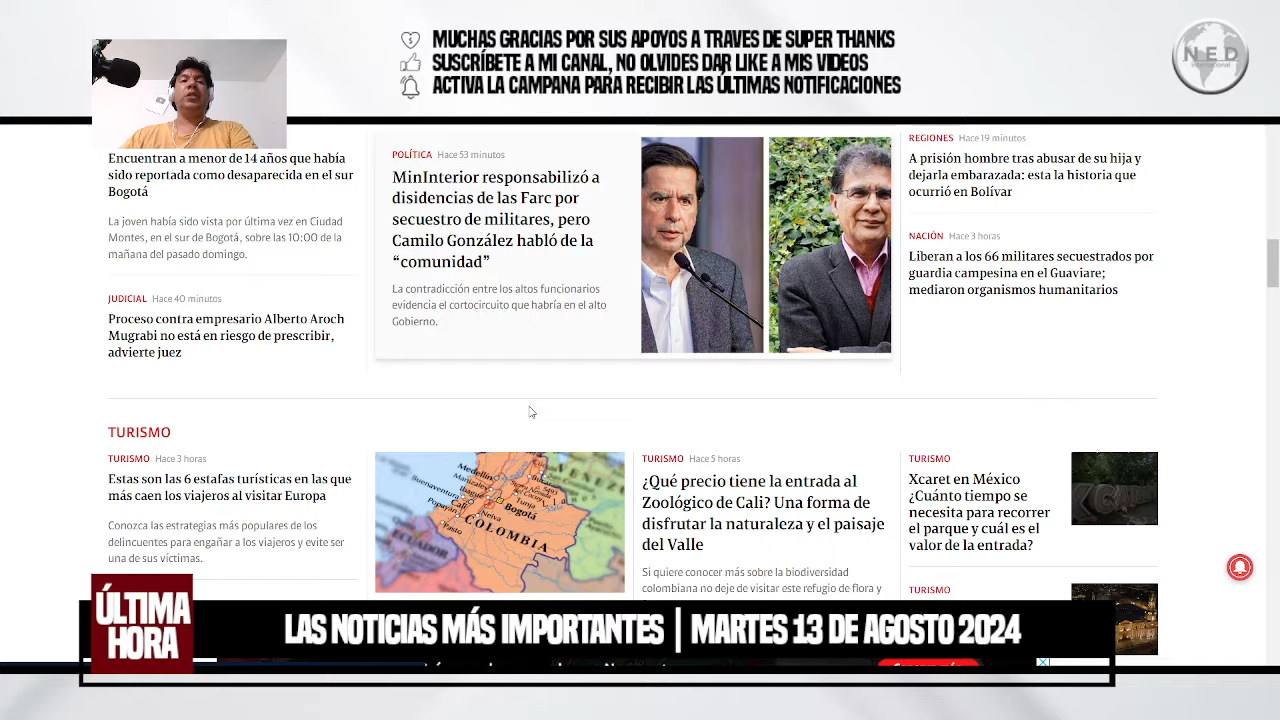 MUCHAS GRACIAS POR SUS APOYOS A TRAVES DE SUPER THANKS
SUSCRÍBETE A MI CANAL, NO OLVIDES DAR LIKE A MIS VIDEOS
ACTIVA LA CAMPANA PARA RECIBIR LAS ÚLTIMAS NOTIFICACIONES
N.E.D
International
Encuentran a menor de 14 años que había
sido reportada como desaparecida en el sur
Bogotá
La joven había sido vista por última vez en Ciudad
Montes, en el sur de Bogotá, sobre las 10:00 de la
mañana del pasado domingo.
JUDICIAL Hace 40 minutos
Proceso contra empresario Alberto Aroch
Mugrabi no está en riesgo de prescribir,
advierte juez
POLÍTICA Hace 53 minutos
MinInterior responsabilizó a
disidencias de las Farc por
secuestro de militares, pero
Camilo González habló de la
“comunidad”
La contradicción entre los altos funcionarios
evidencia el cortocircuito que habría en el alto
Gobierno.
REGIONES Hace 19 minutos
A prisión hombre tras abusar de su hija y
dejarla embarazada: esta la historia que
ocurrió en Bolívar
NACIÓN Hace 3 horas
Liberan a los 66 militares secuestrados por
guardia campesina en el Guaviare;
mediaron organismos humanitarios
TURISMO
TURISMO Hace 3 horas
Estas son las 6 estafas turísticas en las que
más caen los viajeros al visitar Europa
Conozca las estrategias más populares de los
delincuentes para engañar a los viajeros y evite ser
una de sus víctimas.
Medellín
Buenaventura
Manizales
Cali
Popayán
Neiva
Pasto
Tunja
Bogotá
COLOMBIA
ECUADOR
TURISMO Hace 5 horas
¿Qué precio tiene la entrada al
Zoológico de Cali? Una forma de
disfrutar la naturaleza y el paisaje
del Valle
Si quiere conocer más sobre la biodiversidad
colombiana no deje de visitar este refugio de flora y
TURISMO
Xcaret en México
¿Cuánto tiempo se
necesita para recorrer
el parque y cuál es el
valor de la entrada?
TURISMO
ÚLTIMA
HORA
LAS NOTICIAS MÁS IMPORTANTES | MARTES 13 DE AGOSTO 2024